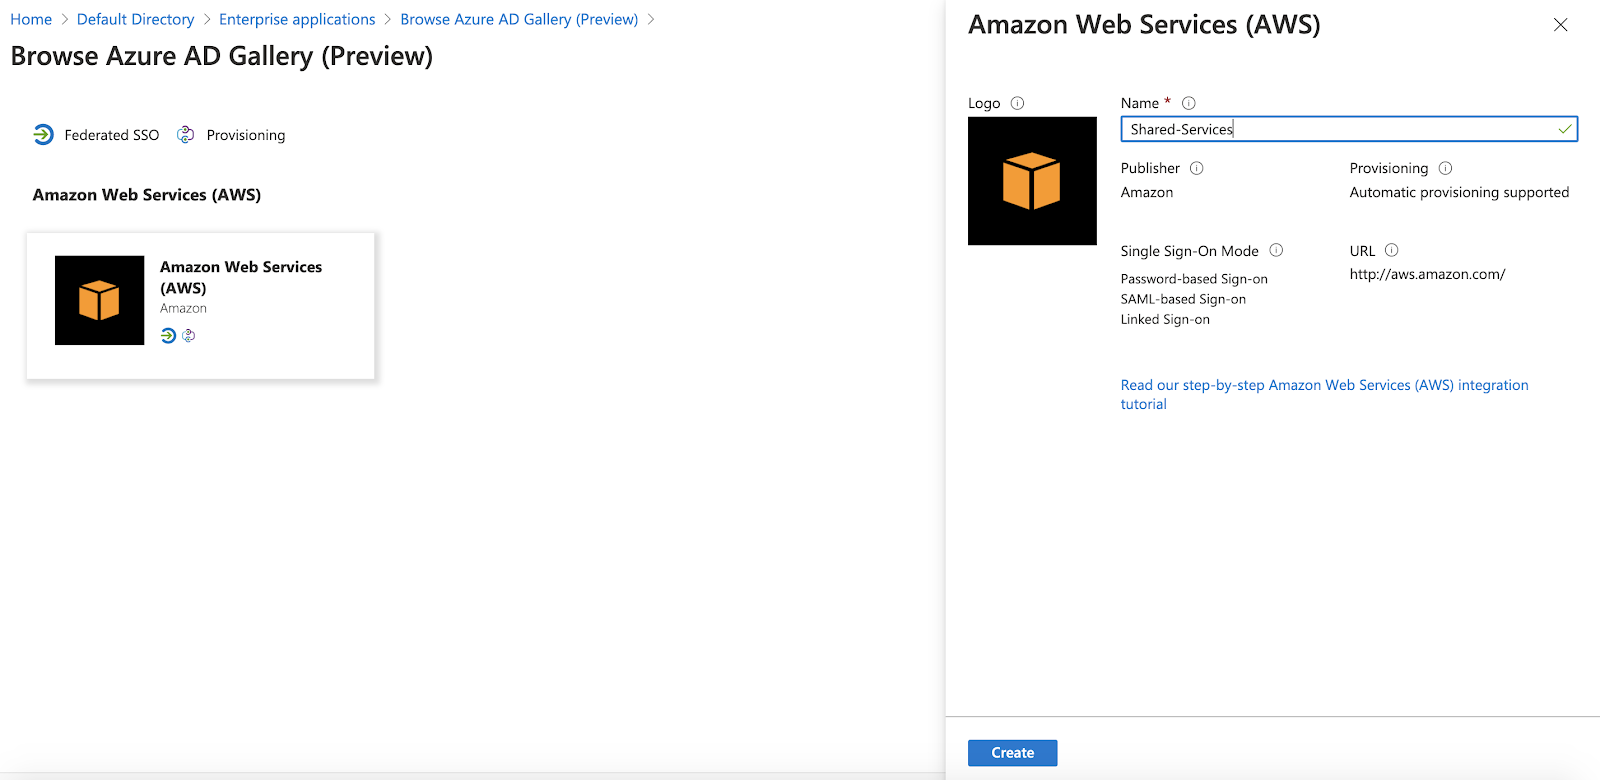 Home > Default Directory > Enterprise applications > Browse Azure AD Gallery (Preview) >
Browse Azure AD Gallery (Preview)
Federated SSO Provisioning
Amazon Web Services (AWS)
Amazon Web Services
(AWS)
Amazon
Amazon Web Services (AWS)
Logo
Name *
Shared-Services
Publisher
Amazon
Provisioning
Automatic provisioning supported
Single Sign-On Mode
Password-based Sign-on
SAML-based Sign-on
Linked Sign-on
URL
http://aws.amazon.com/
Read our step-by-step Amazon Web Services (AWS) integration
tutorial
Create